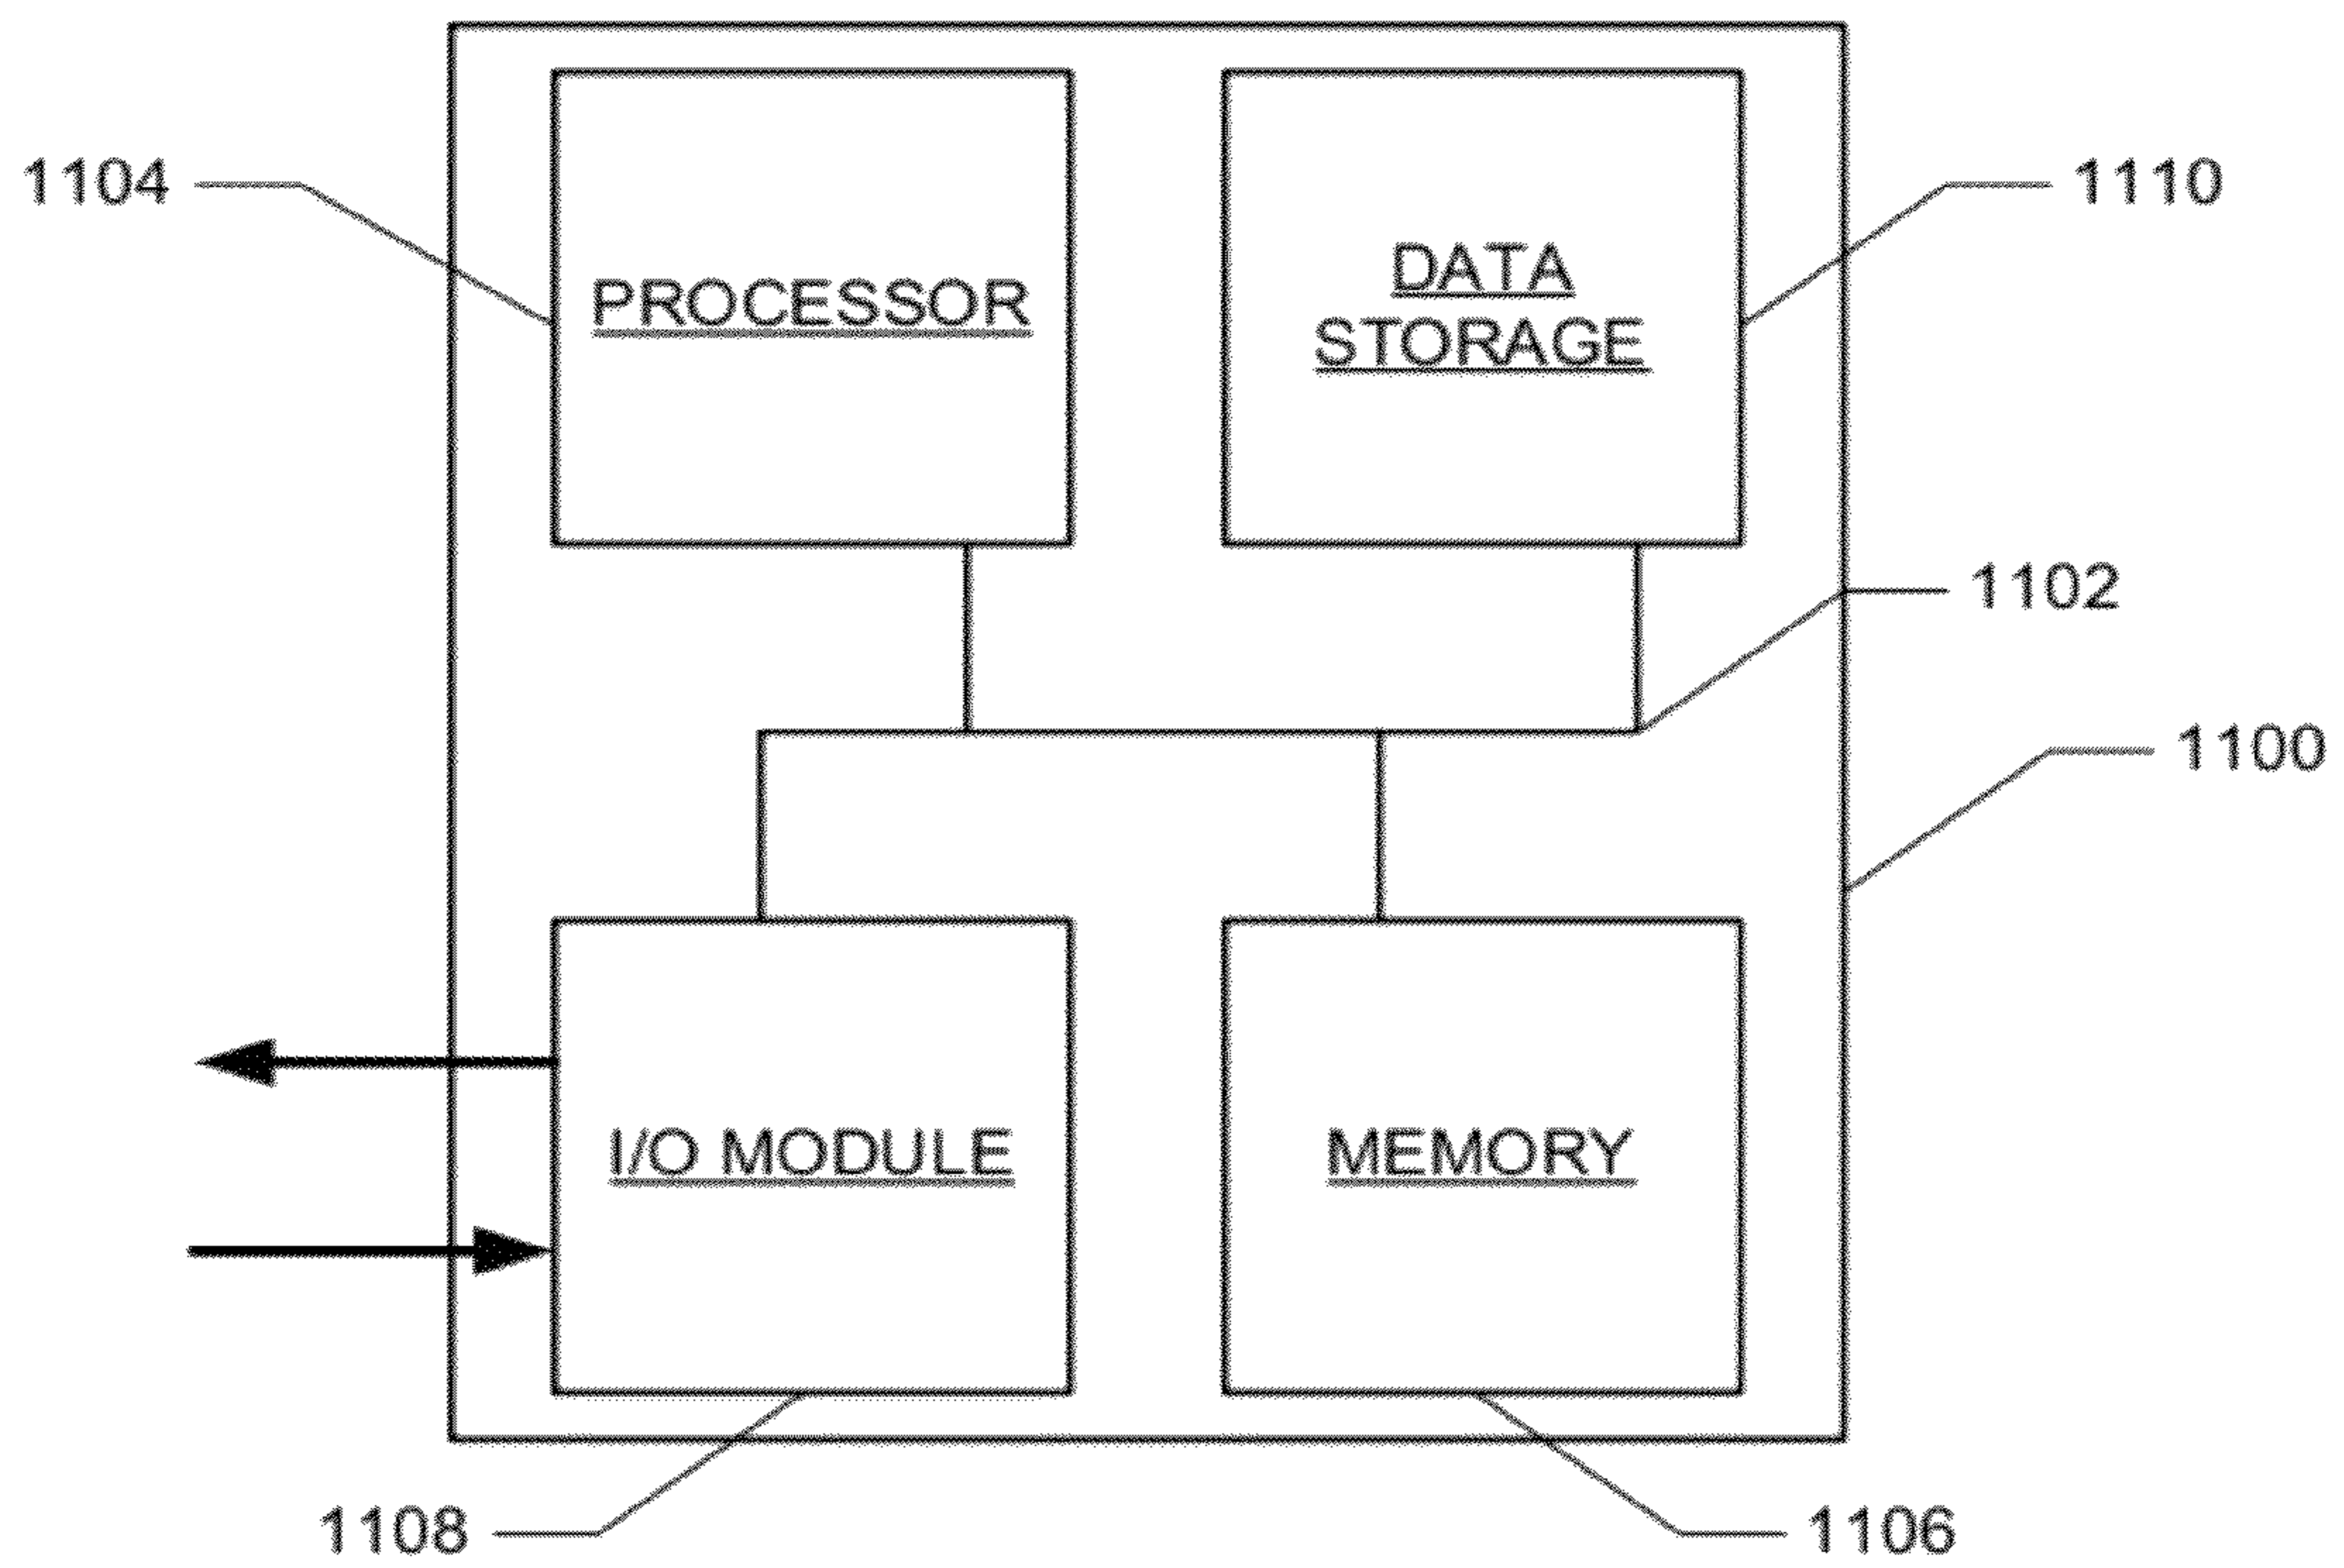 1104
PROCESSOR
DATA
STORAGE
1110
1102
1100
I/O MODULE
MEMORY
1108
1106